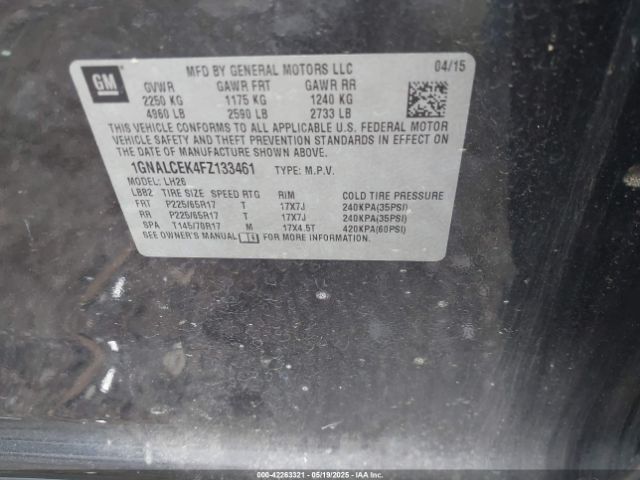 GM
MFD BY GENERAL MOTORS LLC 04/15
GVWR GAWR FRT GAWR RR
2250 KG 1175 KG 1240 KG
4960 LB 2590 LB 2733 LB
THIS VEHICLE CONFORMS TO ALL APPLICABLE U.S. FEDERAL MOTOR
VEHICLE SAFETY AND THEFT PREVENTION STANDARDS IN EFFECT ON
THE DATE OF MANUFACTURE SHOWN ABOVE.
1GNALCEK4FZ133461 TYPE: M.P.V.
MODEL: LH26
LBB2 TIRE SIZE SPEED RTG RIM COLD TIRE PRESSURE
FRT P225/65R17 T 17X7J 240KPA(35PSI)
RR P225/65R17 T 17X7J 240KPA(35PSI)
SPA T145/70R17 M 17X4.5T 420KPA(60PSI)
SEE OWNER'S MANUAL FOR MORE INFORMATION
000-42263321 - 05/19/2025 - IAAI.COM